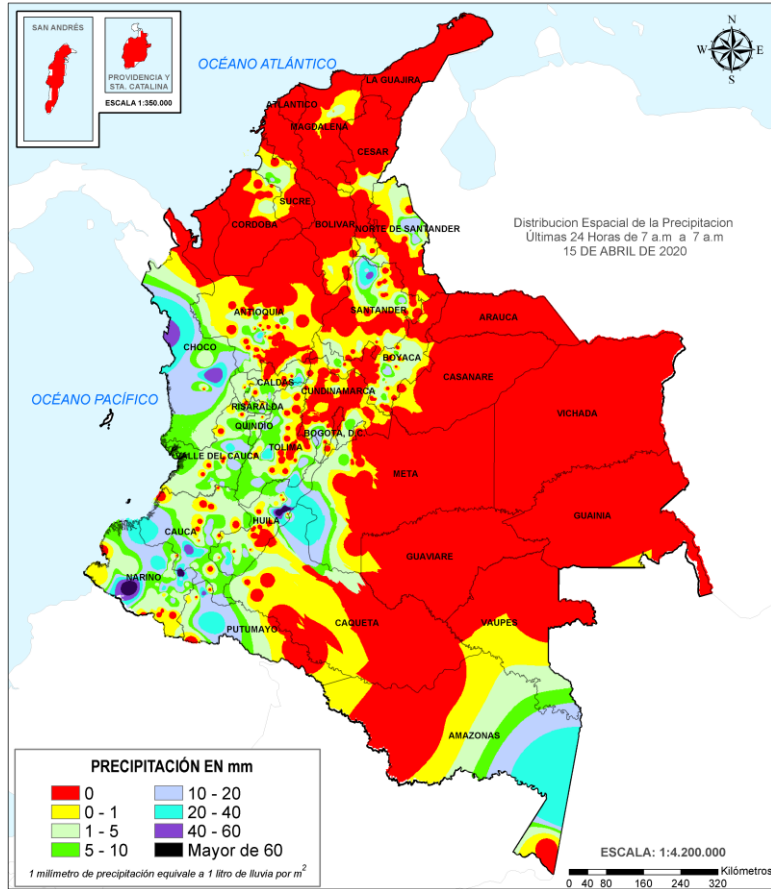 SAN ANDRÉS
PROVIDENCIA Y
STA. CATALINA
ESCALA 1:350.000
OCÉANO ATLÁNTICO
N
W
E
S
LA GUAJIRA
ATLANTICO
MAGDALENA
CESAR
SUCRE
CORDOBA
BOLIVAR
NORTE DE SANTANDER
Distribucion Espacial de la Precipitacion
Últimas 24 Horas de 7 a.m a 7 a.m
15 DE ABRIL DE 2020
ANTIOQUIA
SANTANDER
ARAUCA
CHOCO
BOYACA
CASANARE
CALDAS
CUNDINAMARCA
OCÉANO PACÍFICO
RISARALDA
VICHADA
QUINDÍO
BOGOTA, D.C.
TOLIMA
VALLE DEL CAUCA
META
GUAINIA
HUILA
CAUCA
GUAVIARE
NARIÑO
CAQUETA
VAUPES
PUTUMAYO
AMAZONAS
PRECIPITACIÓN EN mm
0
0 - 1
1 - 5
5 - 10
10 - 20
20 - 40
40 - 60
Mayor de 60
1 milímetro de precipitación equivale a 1 litro de lluvia por m²
ESCALA: 1:4.200.000
Kilómetros
0 40 80 160 240 320